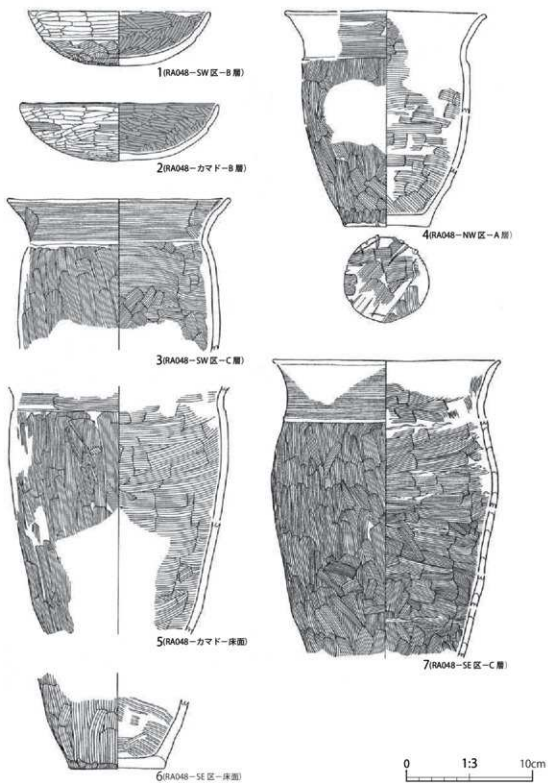 1(RA048-SW区-B層)
2(RA048-カマド-B層)
3(RA048-SW区-C層)
4(RA048-NW区-A層)
5(RA048-カマド-床面)
6(RA048-SE区-床面)
7(RA048-SE区-C層)
0 1:3 10cm